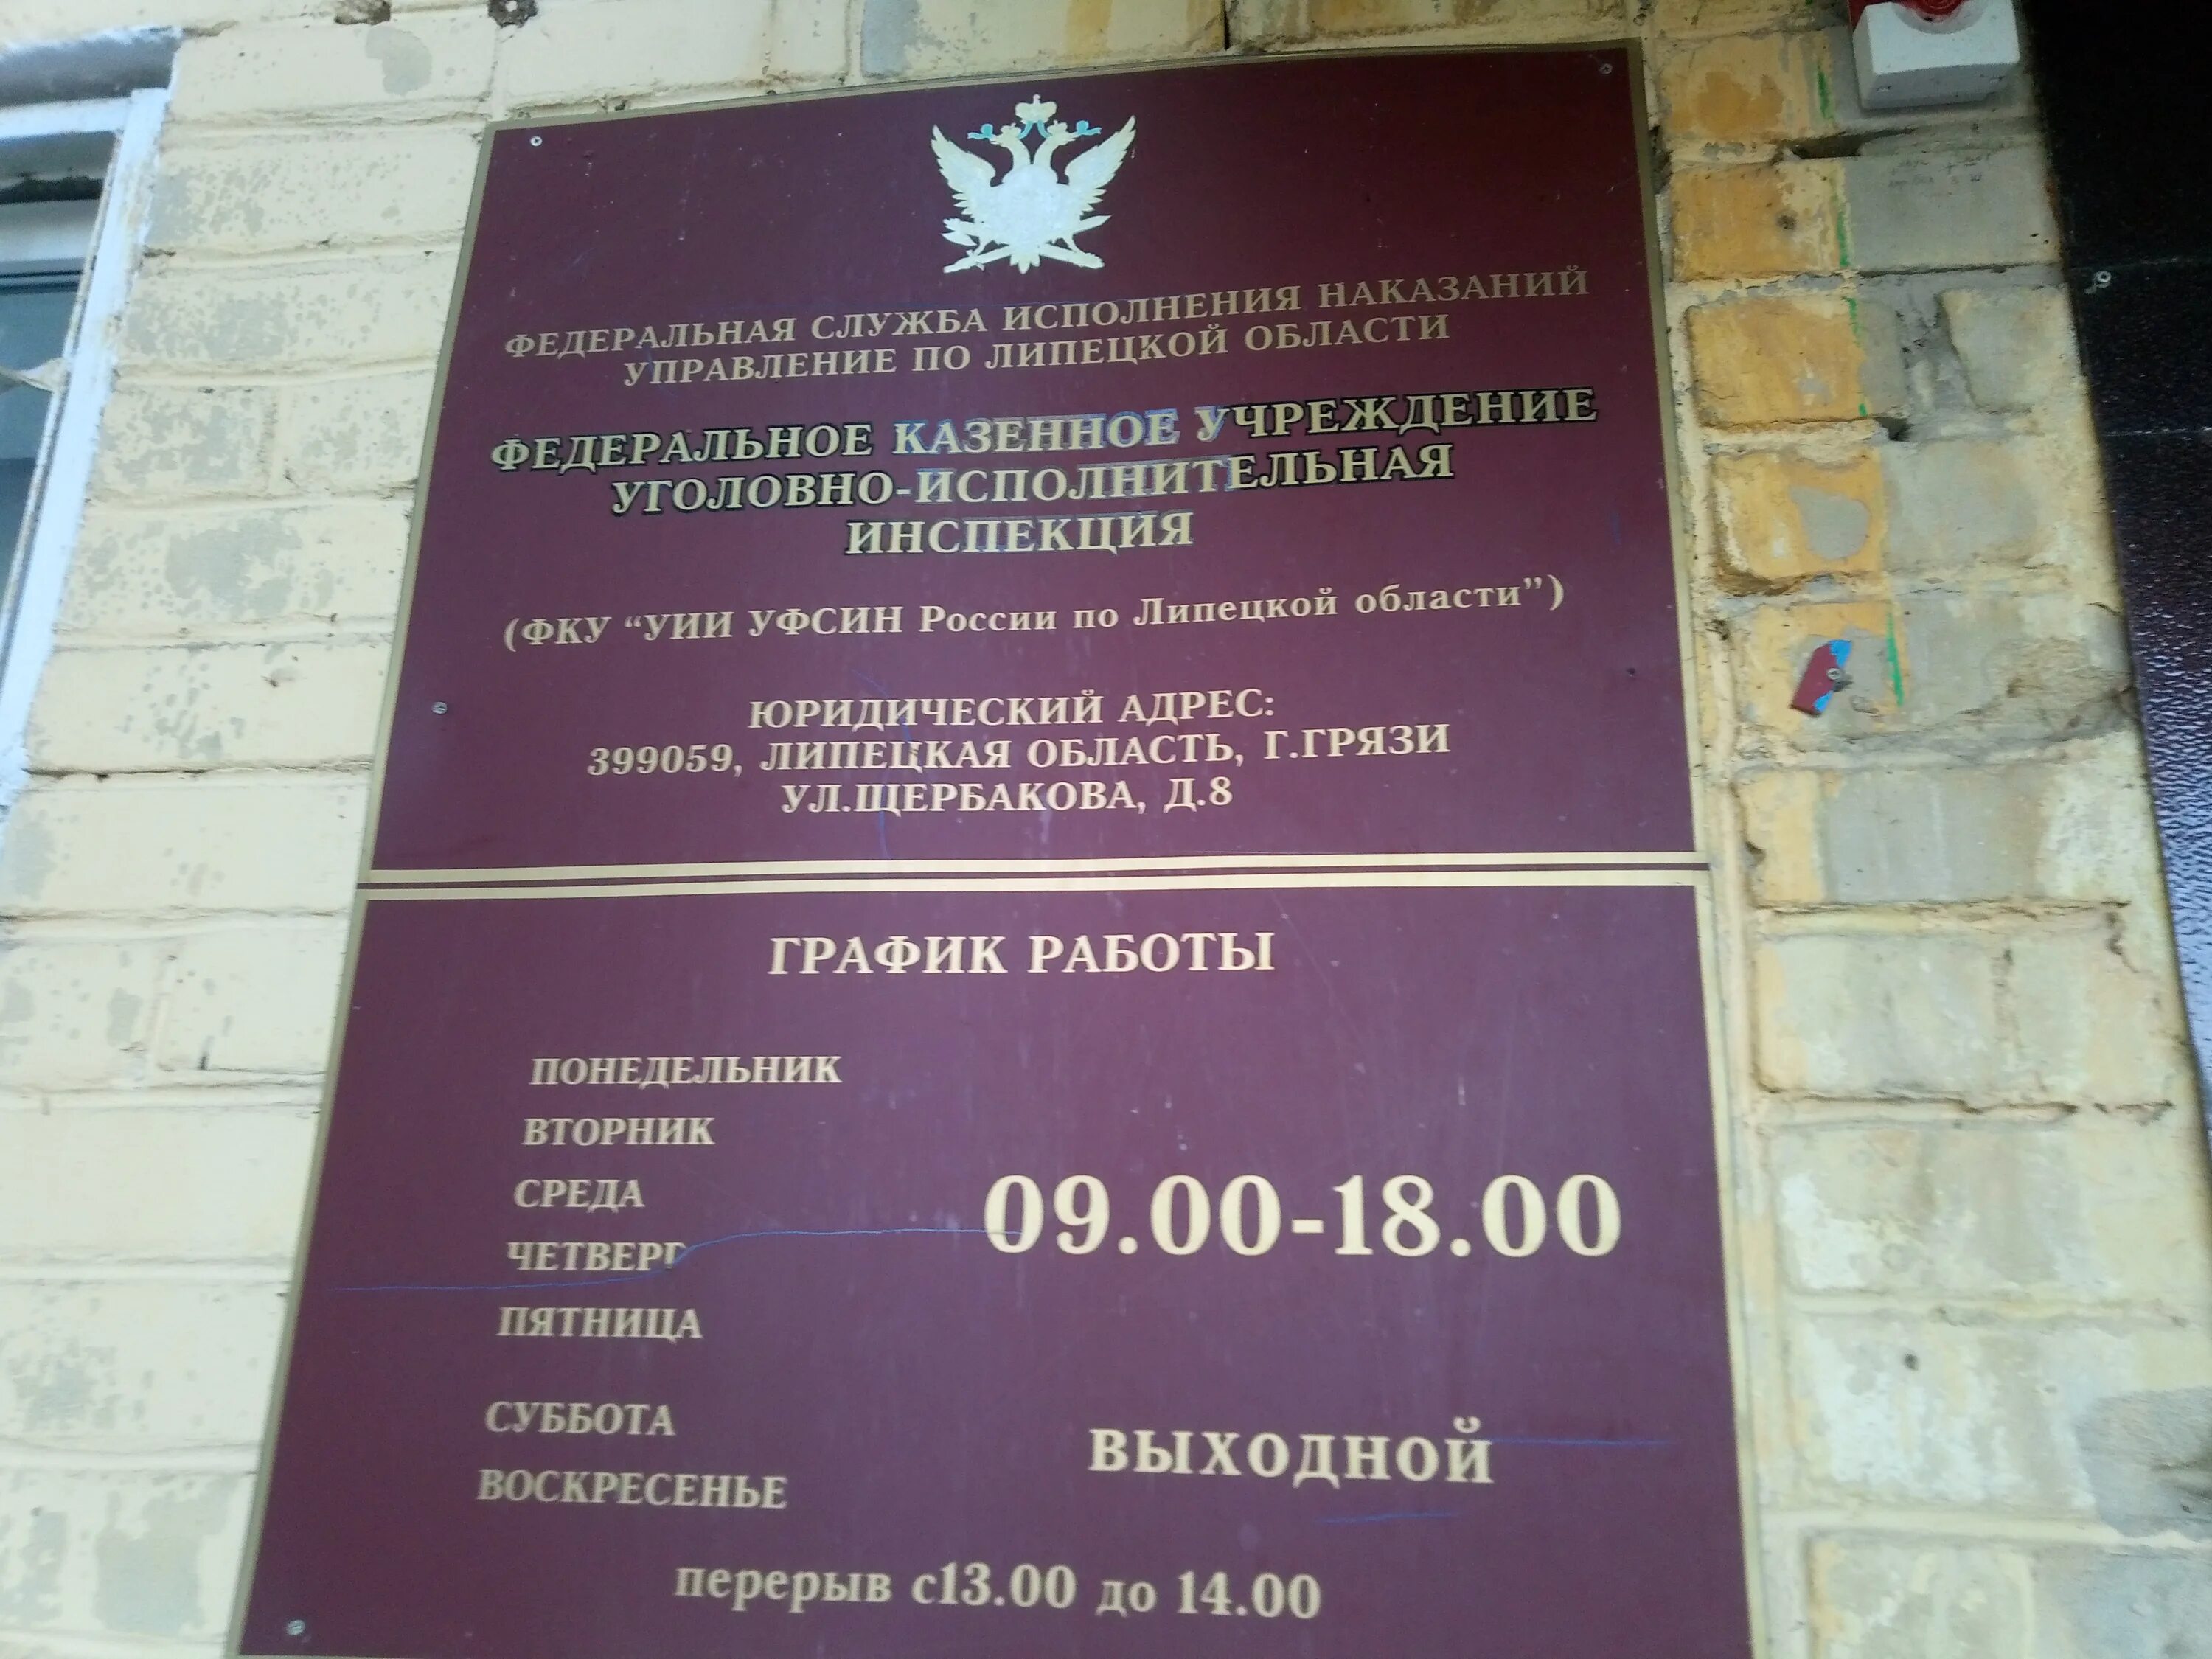 ФЕДЕРАЛЬНАЯ СЛУЖБА ИСПОЛНЕНИЯ НАКАЗАНИЙ
УПРАВЛЕНИЕ ПО ЛИПЕЦКОЙ ОБЛАСТИ
ФЕДЕРАЛЬНОЕ КАЗЕННОЕ УЧРЕЖДЕНИЕ
УГОЛОВНО-ИСПОЛНИТЕЛЬНАЯ
ИНСПЕКЦИЯ
(ФКУ “УИИ УФСИН России по Липецкой области”)
ЮРИДИЧЕСКИЙ АДРЕС:
399059, ЛИПЕЦКАЯ ОБЛАСТЬ, Г.ГРЯЗИ
УЛ.ЩЕРБАКОВА, Д.8
ГРАФИК РАБОТЫ
ПОНЕДЕЛЬНИК
ВТОРНИК
СРЕДА
09.00-18.00
ЧЕТВЕРГ
ПЯТНИЦА
СУББОТА
ВЫХОДНОЙ
ВОСКРЕСЕНЬЕ
перерыв с13.00 до 14.00